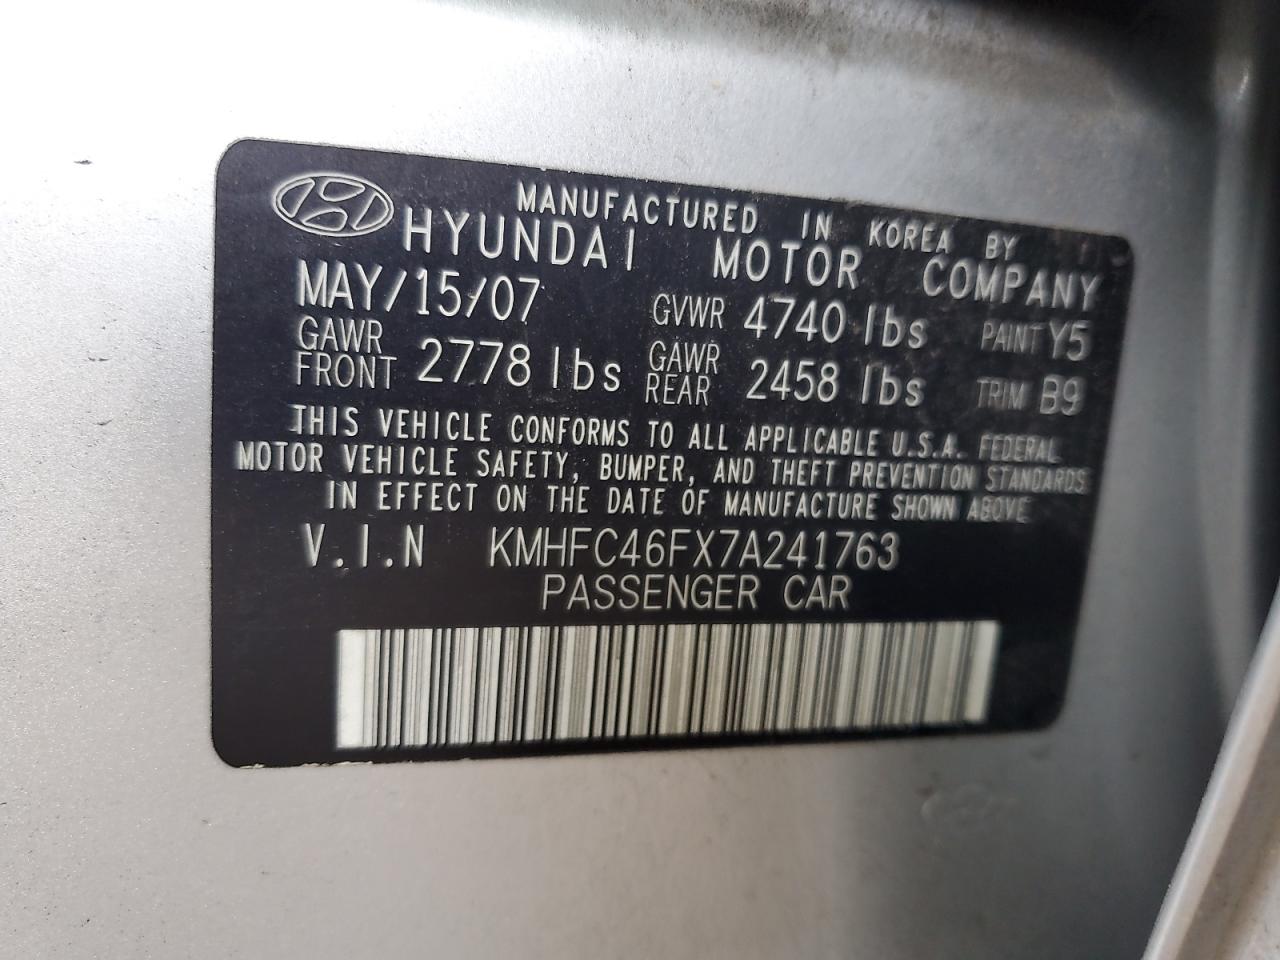 MANUFACTURED IN KOREA BY
HYUNDAI MOTOR COMPANY
MAY/15/07 GVWR 4740 lbs PAINT Y5
GAWR FRONT 2778 lbs GAWR REAR 2458 lbs TRIM B9
THIS VEHICLE CONFORMS TO ALL APPLICABLE U.S.A. FEDERAL
MOTOR VEHICLE SAFETY, BUMPER, AND THEFT PREVENTION STANDARDS
IN EFFECT ON THE DATE OF MANUFACTURE SHOWN ABOVE
V.I.N KMHFC46FX7A241763
PASSENGER CAR